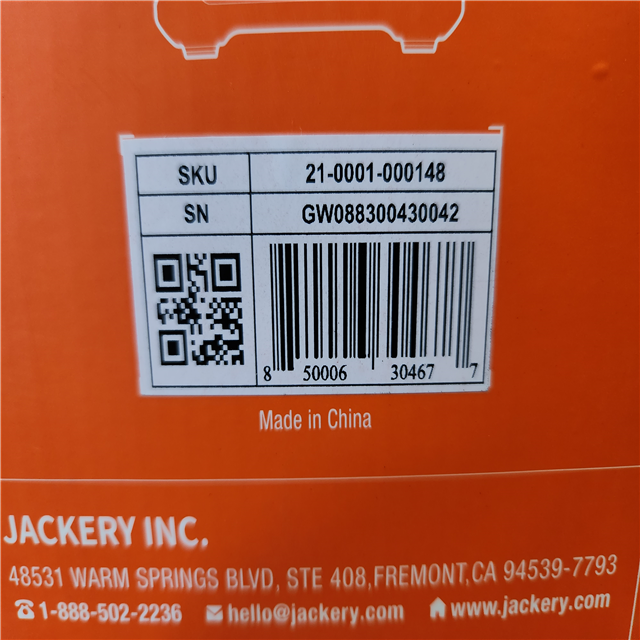 SKU 21-0001-000148
SN GW088300430042
8 50006 30467 7
Made in China
JACKERY INC.
48531 WARM SPRINGS BLVD, STE 408,FREMONT,CA 94539-7793
1-888-502-2236 hello@jackery.com www.jackery.com